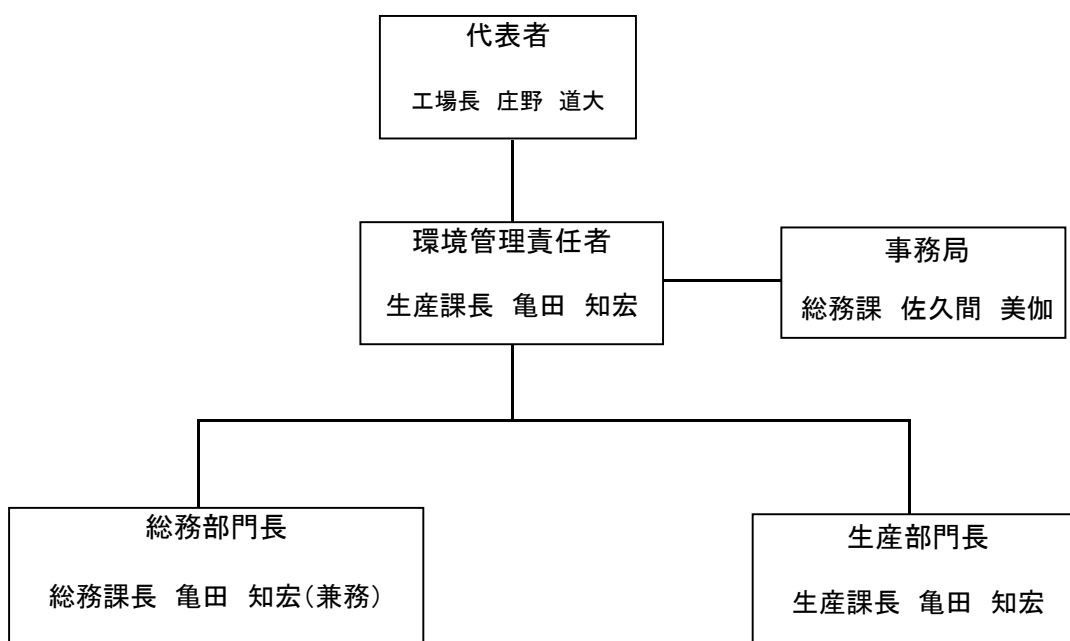 代表者
工場長 庄野 道大
環境管理責任者
生産課長 亀田 知宏
事務局
総務課 佐久間 美伽
総務部門長
総務課長 亀田 知宏(兼務)
生産部門長
生産課長 亀田 知宏